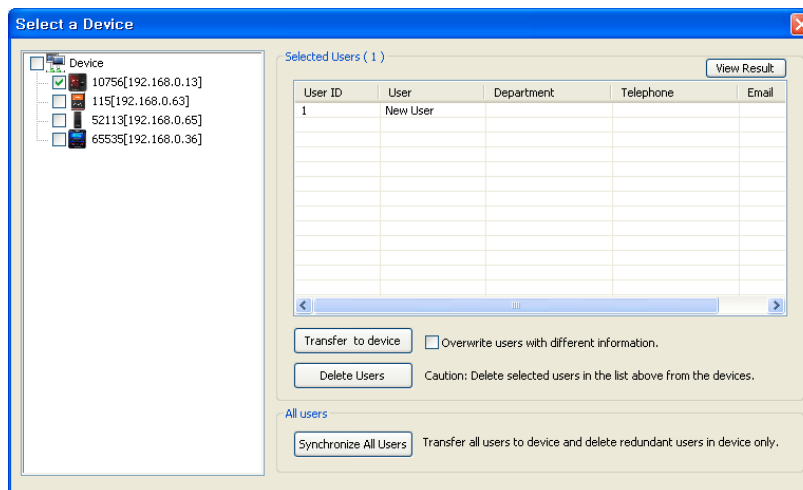 Select a Device
Device
10756[192.168.0.13]
115[192.168.0.63]
52113[192.168.0.65]
65535[192.168.0.36]
Selected Users ( 1 )
View Result
User ID User Department Telephone Email
1 New User
Transfer to device Overwrite users with different information.
Delete Users Caution: Delete selected users in the list above from the devices.
All users
Synchronize All Users Transfer all users to device and delete redundant users in device only.